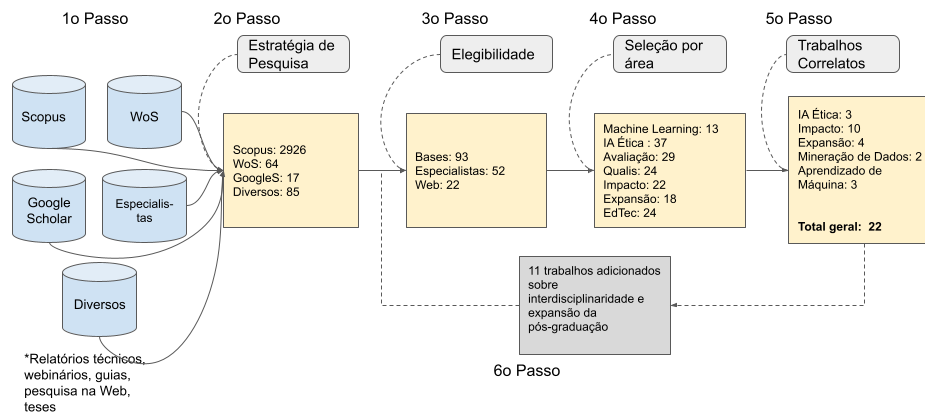 1o Passo
2o Passo
3o Passo
4o Passo
5o Passo
Estratégia de
Pesquisa
Elegibilidade
Seleção por
área
Trabalhos
Correlatos
Scopus
WoS
Google
Scholar
Especialis-
tas
Diversos
*Relatórios técnicos,
webinários, guias,
pesquisa na Web,
teses
Scopus: 2926
WoS: 64
GoogleS: 17
Diversos: 85
Bases: 93
Especialistas: 52
Web: 22
Machine Learning: 13
IA Ética : 37
Avaliação: 29
Qualis: 24
Impacto: 22
Expansão: 18
EdTec: 24
IA Ética: 3
Impacto: 10
Expansão: 4
Mineração de Dados: 2
Aprendizado de
Máquina: 3
Total geral: 22
11 trabalhos adicionados
sobre
interdisciplinaridade e
expansão da
pós-graduação
6o Passo